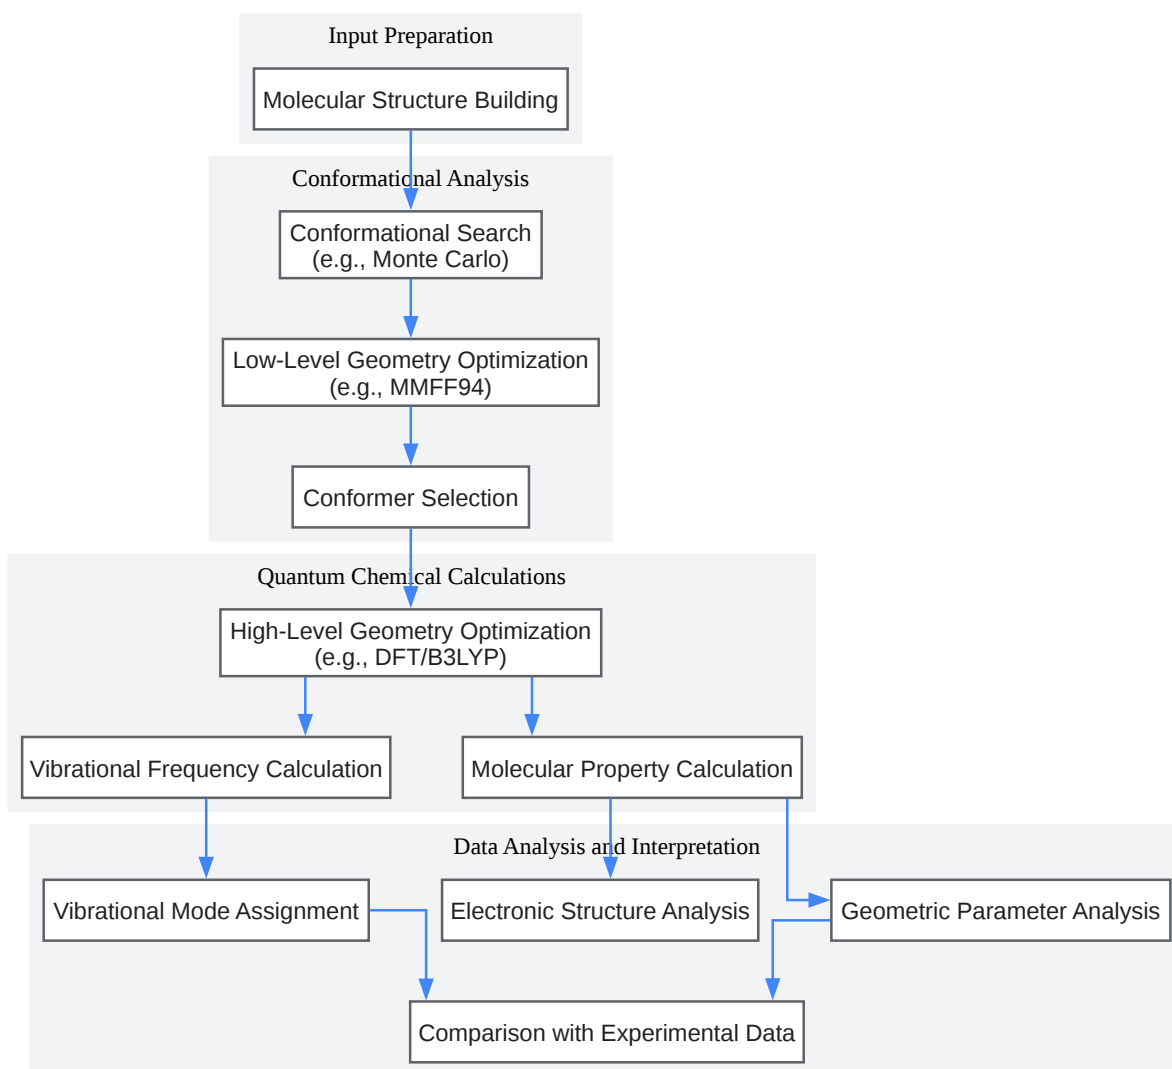 Input Preparation
Molecular Structure Building
Conformational Analysis
Conformational Search
(e.g., Monte Carlo)
Low-Level Geometry Optimization
(e.g., MMFF94)
Conformer Selection
Quantum Chemical Calculations
High-Level Geometry Optimization
(e.g., DFT/B3LYP)
Vibrational Frequency Calculation
Molecular Property Calculation
Data Analysis and Interpretation
Vibrational Mode Assignment
Electronic Structure Analysis
Geometric Parameter Analysis
Comparison with Experimental Data